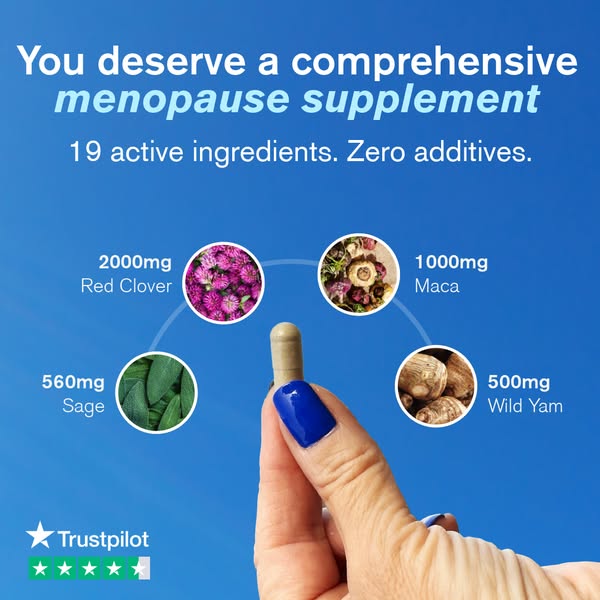 You deserve a comprehensive
menopause supplement
19 active ingredients. Zero additives.
2000mg
Red Clover
1000mg
Maca
560mg
Sage
500mg
Wild Yam
Trustpilot